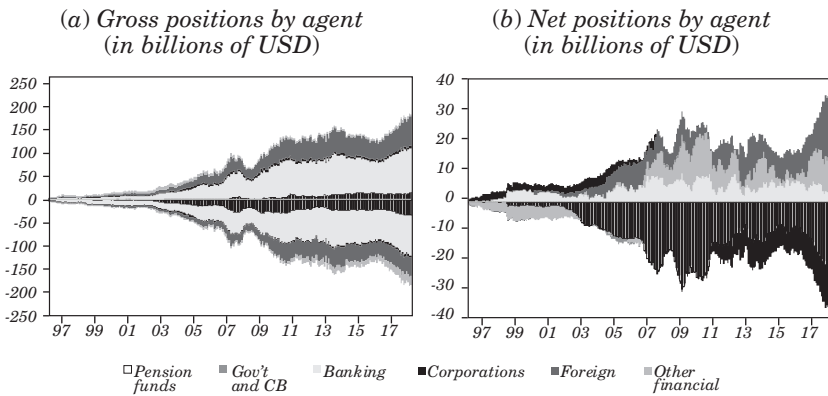 (a) Gross positions by agent
(in billions of USD)
250
200
150
100
50
0
-50
-100
-150
-200
-250
97 99 01 03 05 07 09 11 13 15 17
(b) Net positions by agent
(in billions of USD)
40
30
20
10
0
-10
-20
-30
-40
97 99 01 03 05 07 09 11 13 15 17
Pension funds
Gov't and CB
Banking
Corporations
Foreign
Other financial